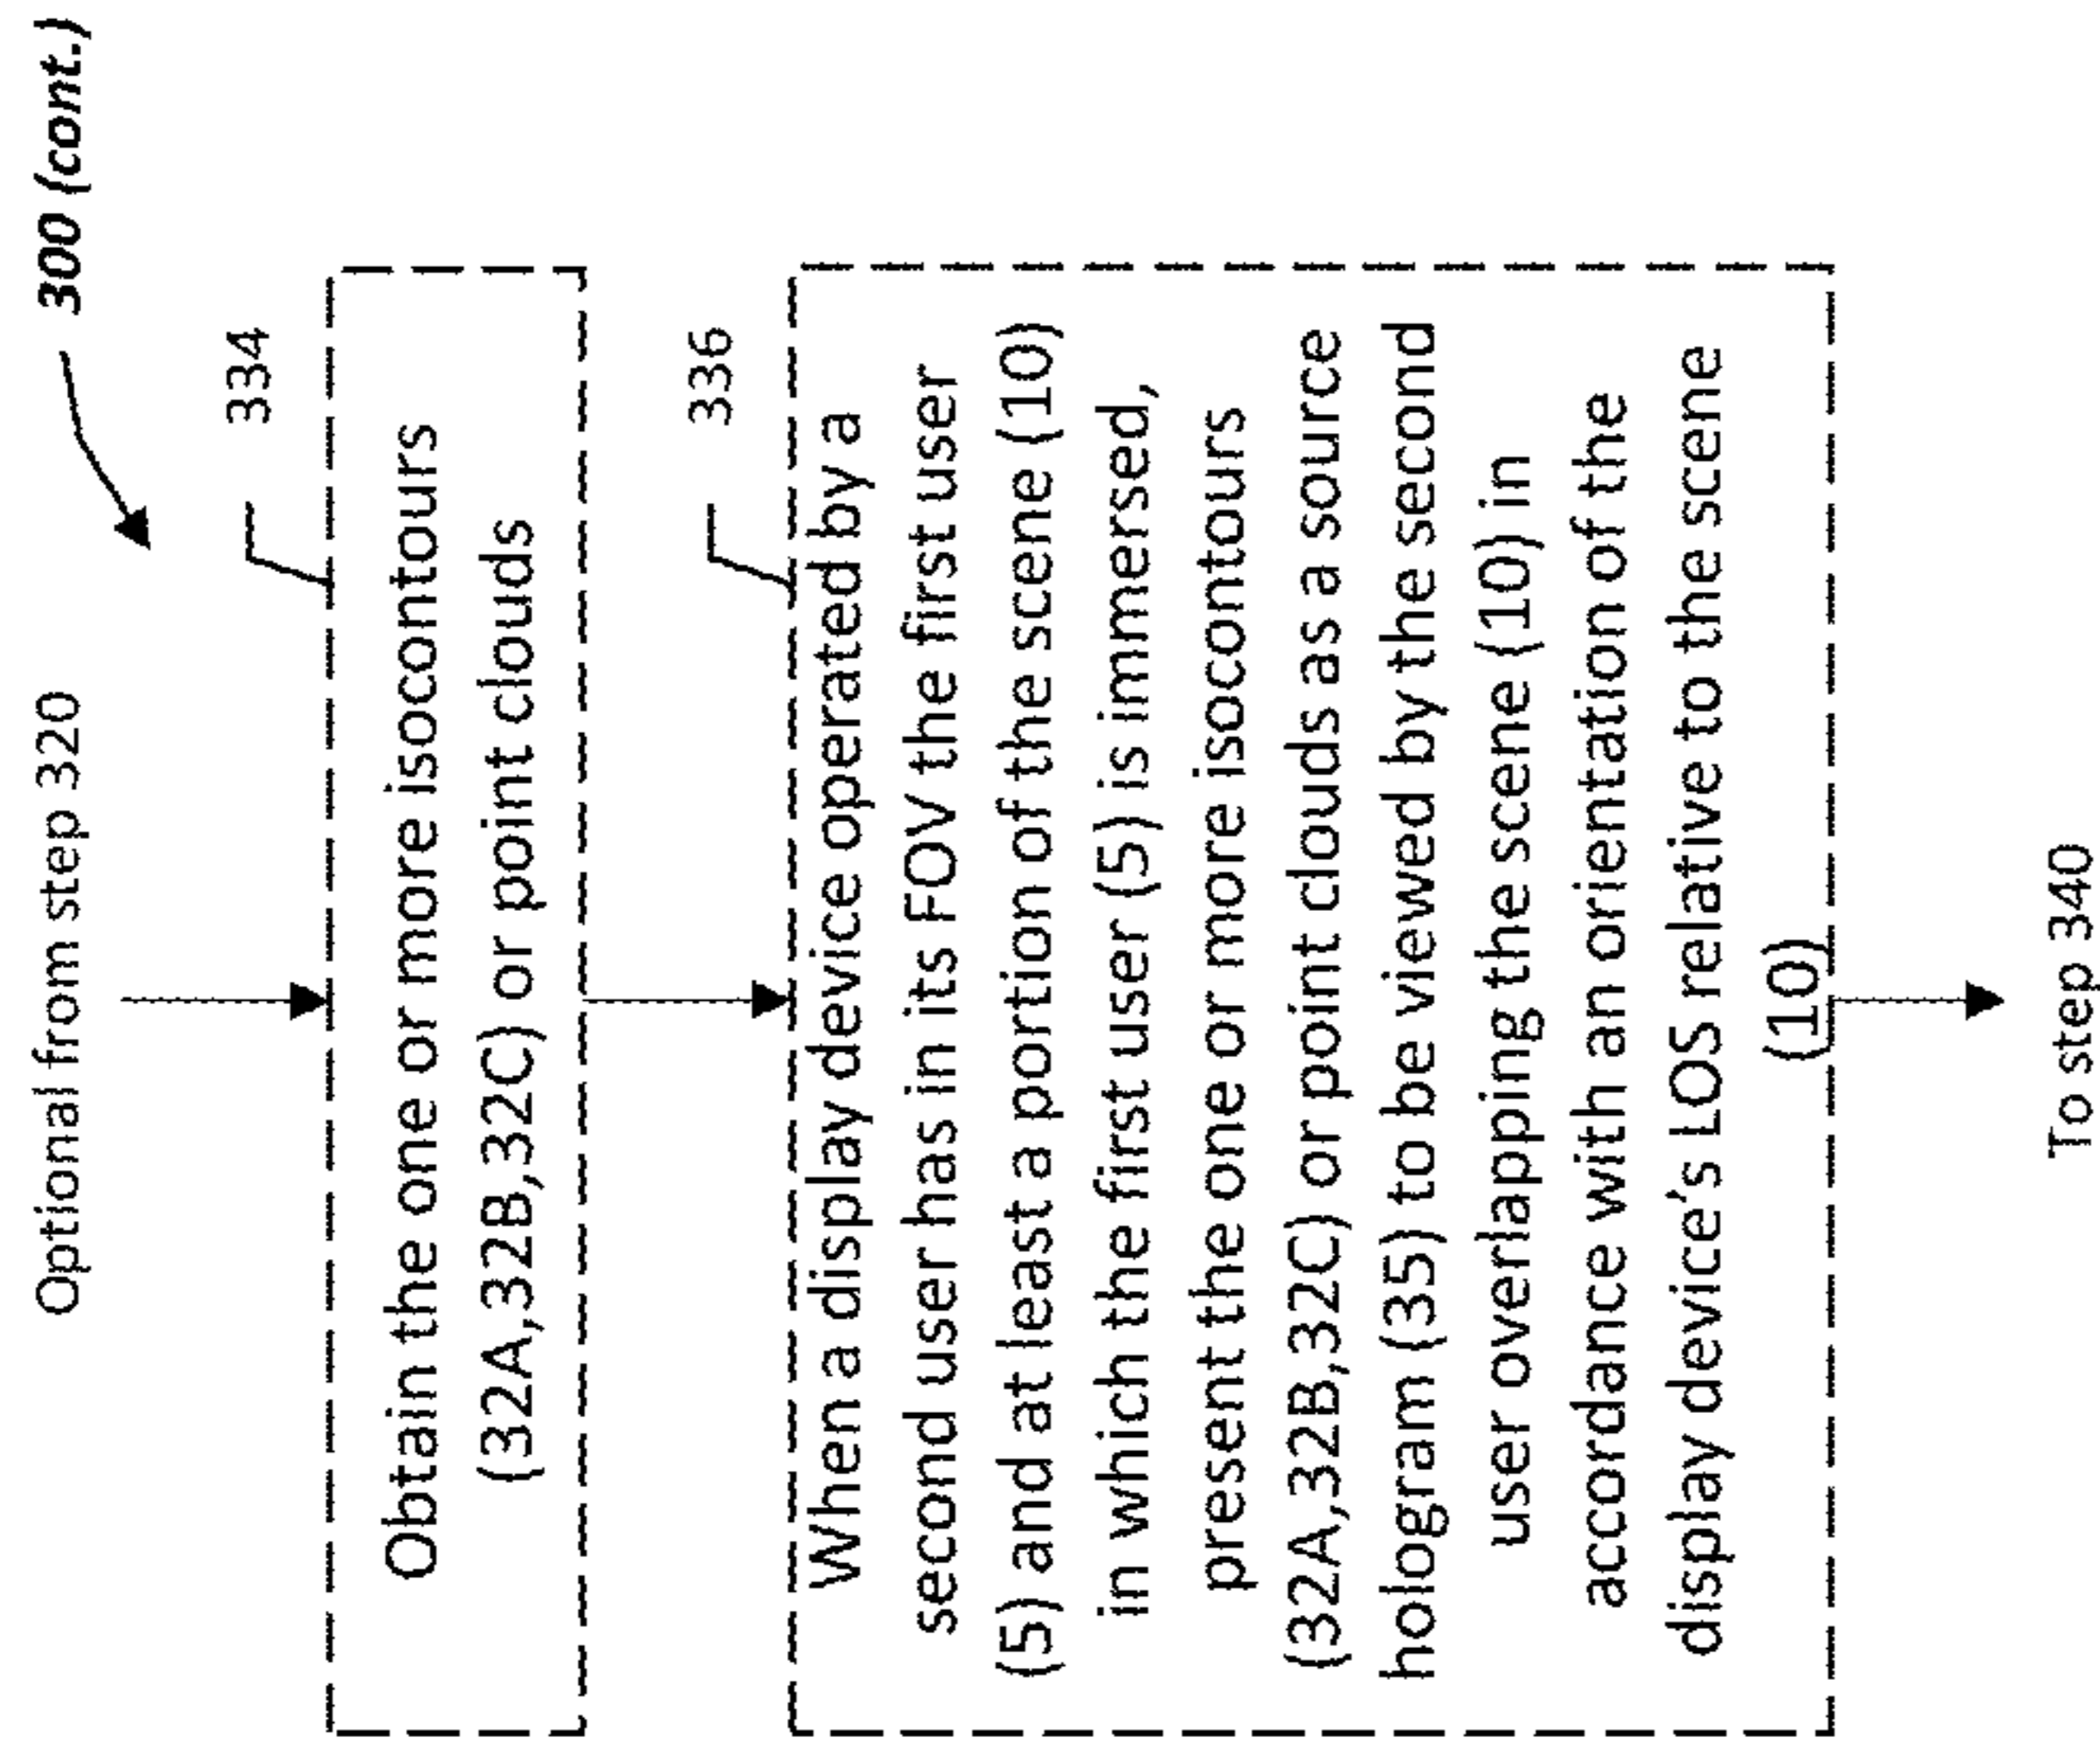 300 (cont.)
Optional from step 320
334
Obtain the one or more isocontours
(32A,32B,32C) or point clouds
336
When a display device operated by a
second user has in its FOV the first user
(5) and at least a portion of the scene (10)
in which the first user (5) is immersed,
present the one or more isocontours
(32A,32B,32C) or point clouds as a source
hologram (35) to be viewed by the second
user overlapping the scene (10) in
accordance with an orientation of the
display device's LOS relative to the scene
(10)
To step 340